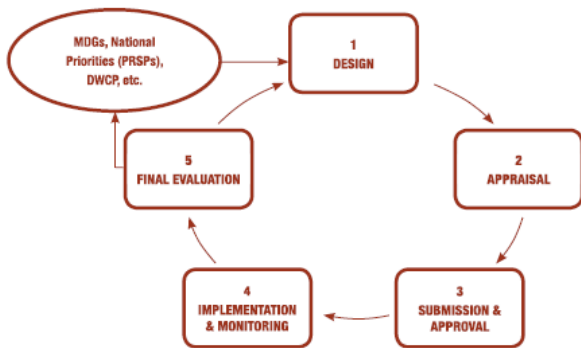 MDGs, National
Priorities (PRSPs),
DWCP, etc.
1
DESIGN
2
APPRAISAL
3
SUBMISSION &
APPROVAL
4
IMPLEMENTATION
& MONITORING
5
FINAL EVALUATION